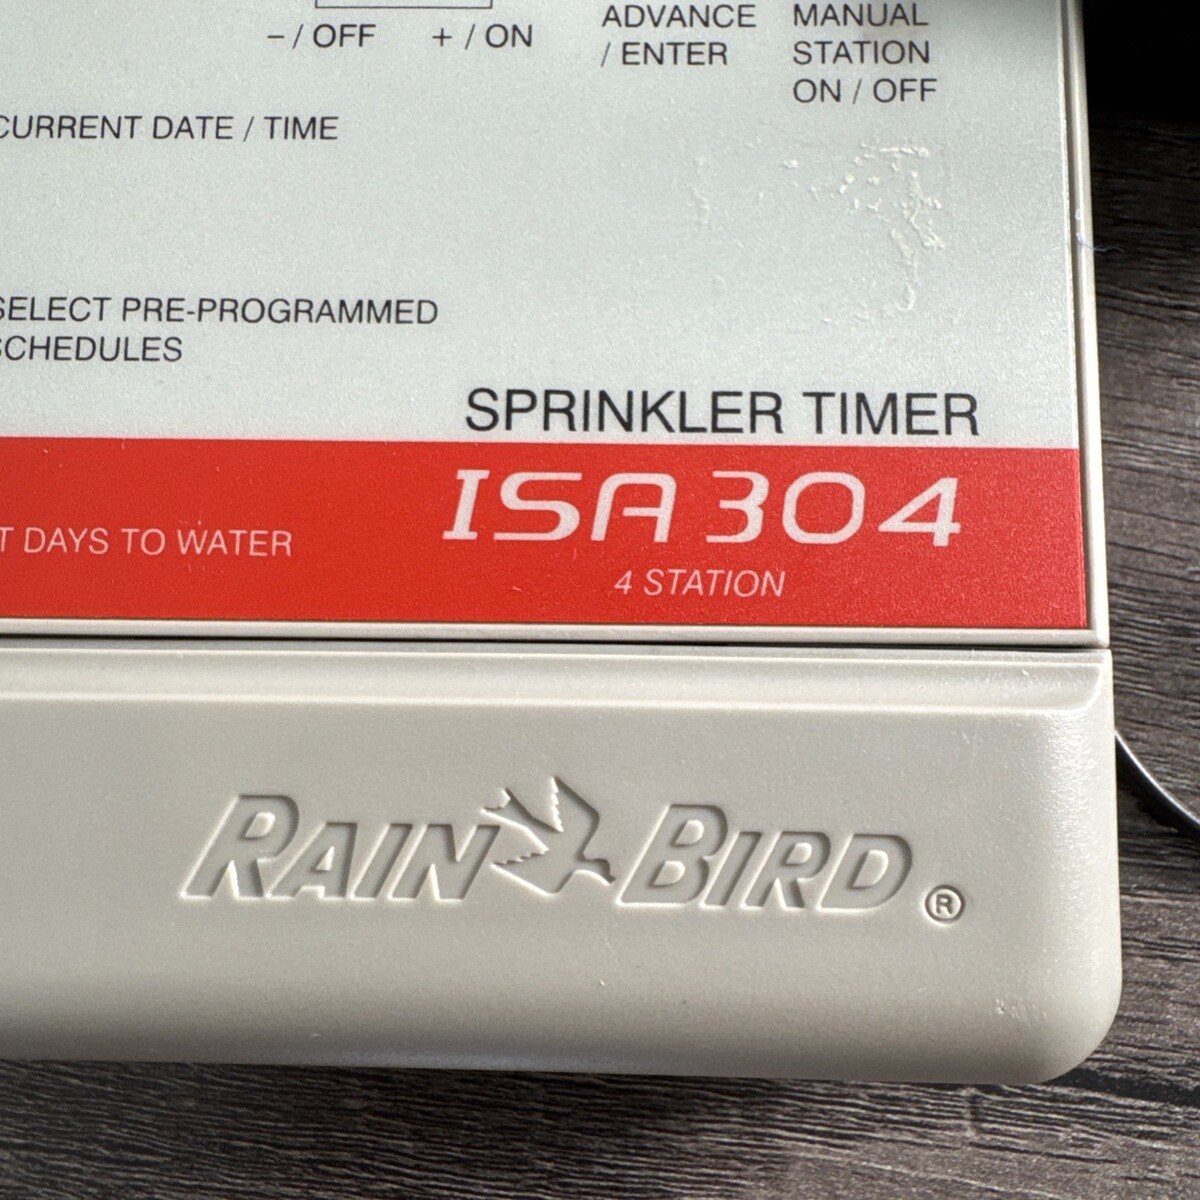 - / OFF
+ / ON
ADVANCE
/ ENTER
MANUAL
STATION
ON / OFF
CURRENT DATE / TIME
SELECT PRE-PROGRAMMED
SCHEDULES
SPRINKLER TIMER
T DAYS TO WATER
ISA 304
4 STATION
RAIN BIRD ®